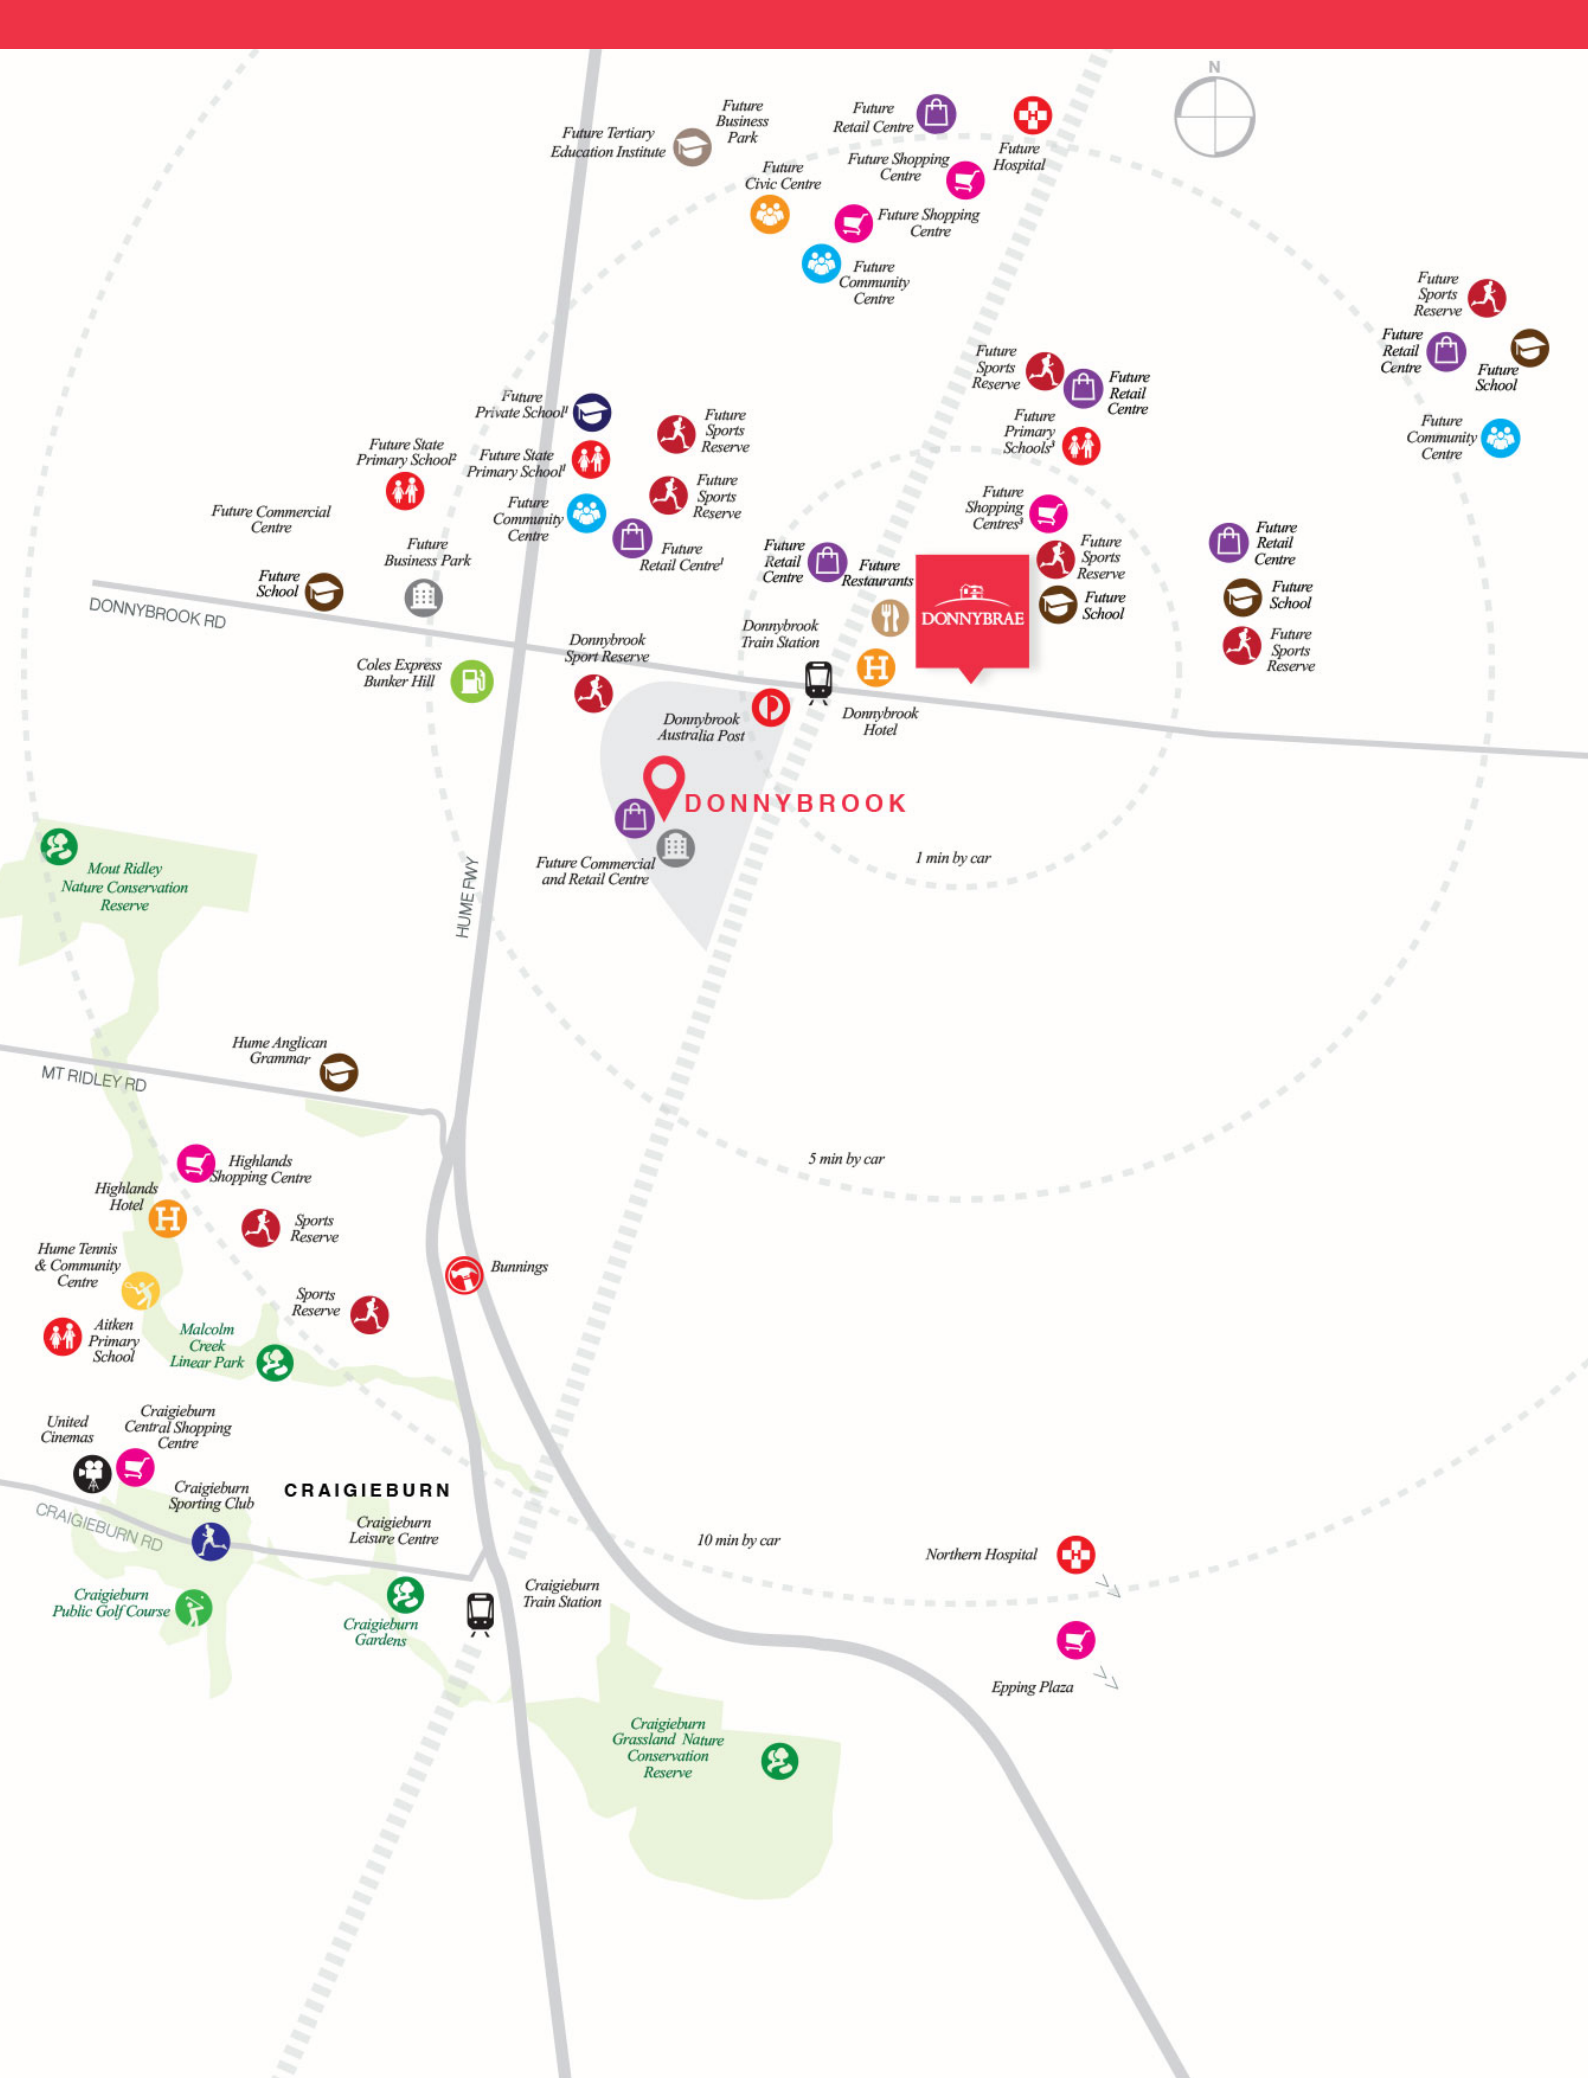 N
Future
Business
Park
Future Tertiary
Education Institute
Future
Retail Centre
Future
Hospital
Future Shopping
Centre
Future
Civic Centre
Future Shopping
Centre
Future
Community
Centre
Future
Sports
Reserve
Future
Retail
Centre
Future
School
Future
Community
Centre
Future
Sports
Reserve
Future
Retail
Centre
Future
Primary
Schools³
Future
Private School¹
Future
Sports
Reserve
Future State
Primary School²
Future State
Primary School¹
Future
Sports
Reserve
Future
Community
Centre
Future
Retail Centre¹
Future Commercial
Centre
Future
Business Park
Future
School
Future
Shopping
Centres³
Future
Sports
Reserve
Future
School
Future
Retail
Centre
Future
Restaurants
DONNYBRAE
Future
Retail
Centre
Future
School
Future
Sports
Reserve
DONNYBROOK RD
Donnybrook
Sport Reserve
Donnybrook
Train Station
Coles Express
Bunker Hill
Donnybrook
Australia Post
Donnybrook
Hotel
DONNYBROOK
Future Commercial
and Retail Centre
1 min by car
Mout Ridley
Nature Conservation
Reserve
HUME FWY
Hume Anglican
Grammar
MT RIDLEY RD
Highlands
Shopping Centre
5 min by car
Highlands
Hotel
Sports
Reserve
Hume Tennis
& Community
Centre
Bunnings
Sports
Reserve
Aitken
Primary
School
Malcolm
Creek
Linear Park
United
Cinemas
Craigieburn
Central Shopping
Centre
Craigieburn
Sporting Club
CRAIGIEBURN
CRAIGIEBURN RD
Craigieburn
Leisure Centre
10 min by car
Northern Hospital
Craigieburn
Public Golf Course
Craigieburn
Gardens
Craigieburn
Train Station
Epping Plaza
Craigieburn
Grassland Nature
Conservation
Reserve
H
H
H
H